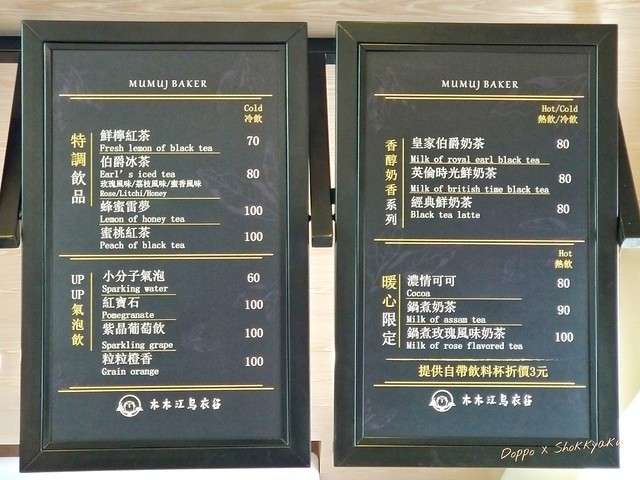 MUMUJ BAKER
Cold
冷飲
特調飲品
鮮檸紅茶 70
Fresh lemon of black tea
伯爵冰茶 80
Earl's iced tea
玫瑰風味/荔枝風味/蜜香風味
Rose/Litchi/Honey
蜂蜜雷夢 100
Lemon of honey tea
蜜桃紅茶 100
Peach of black tea
UP UP 氣泡飲
小分子氣泡 60
Sparking water
紅寶石 100
Pomegranate
紫晶葡萄飲 100
Sparkling grape
粒粒橙香 100
Grain orange
木木江鳥衣谷
MUMUJ BAKER
Hot/Cold
熱飲/冷飲
香醇奶香系列
皇家伯爵奶茶 80
Milk of royal earl black tea
英倫時光鮮奶茶 80
Milk of british time black tea
經典鮮奶茶 80
Black tea latte
Hot
熱飲
暖心限定
濃情可可 80
Cocoa
鍋煮奶茶 90
Milk of assam tea
鍋煮玫瑰風味奶茶 100
Milk of rose flavored tea
提供自帶飲料杯折價3元
木木江鳥衣谷
Doppo x ShoKKyaku